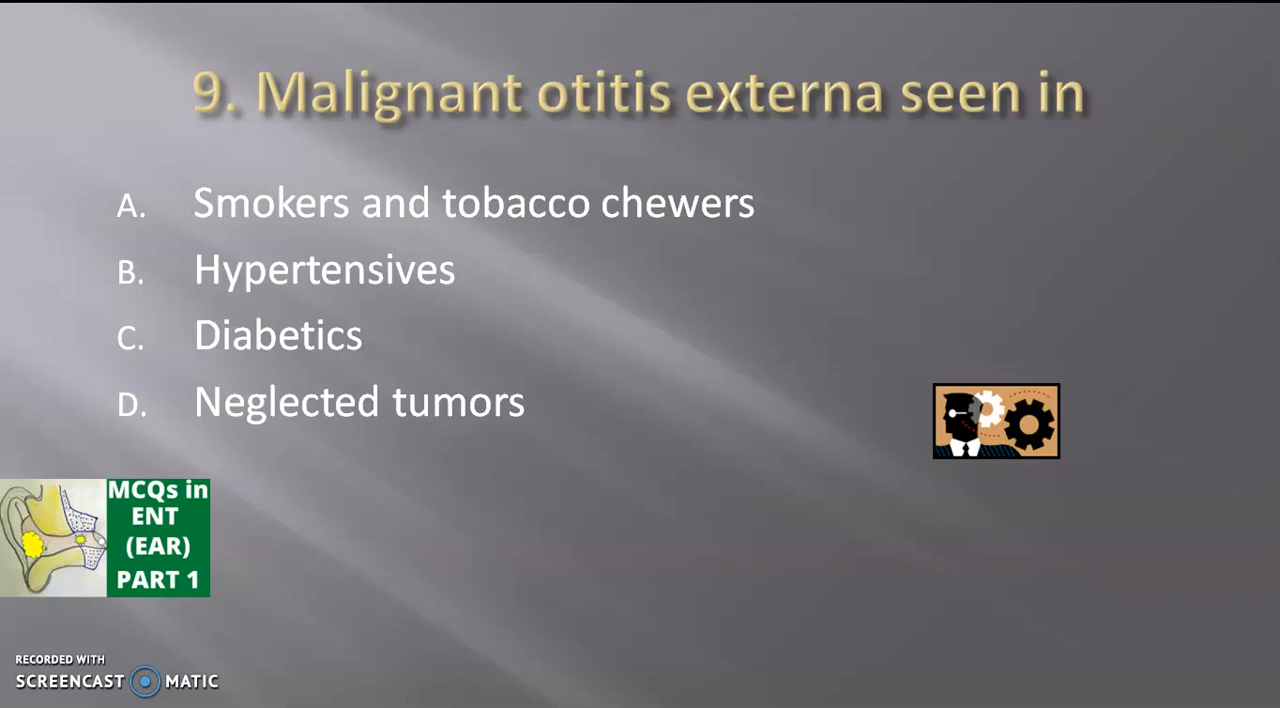 9. Malignant otitis externa seen in
A. Smokers and tobacco chewers
B. Hypertensives
C. Diabetics
D. Neglected tumors
MCQs in
ENT
(EAR)
PART 1
RECORDED WITH
SCREENCAST MATIC